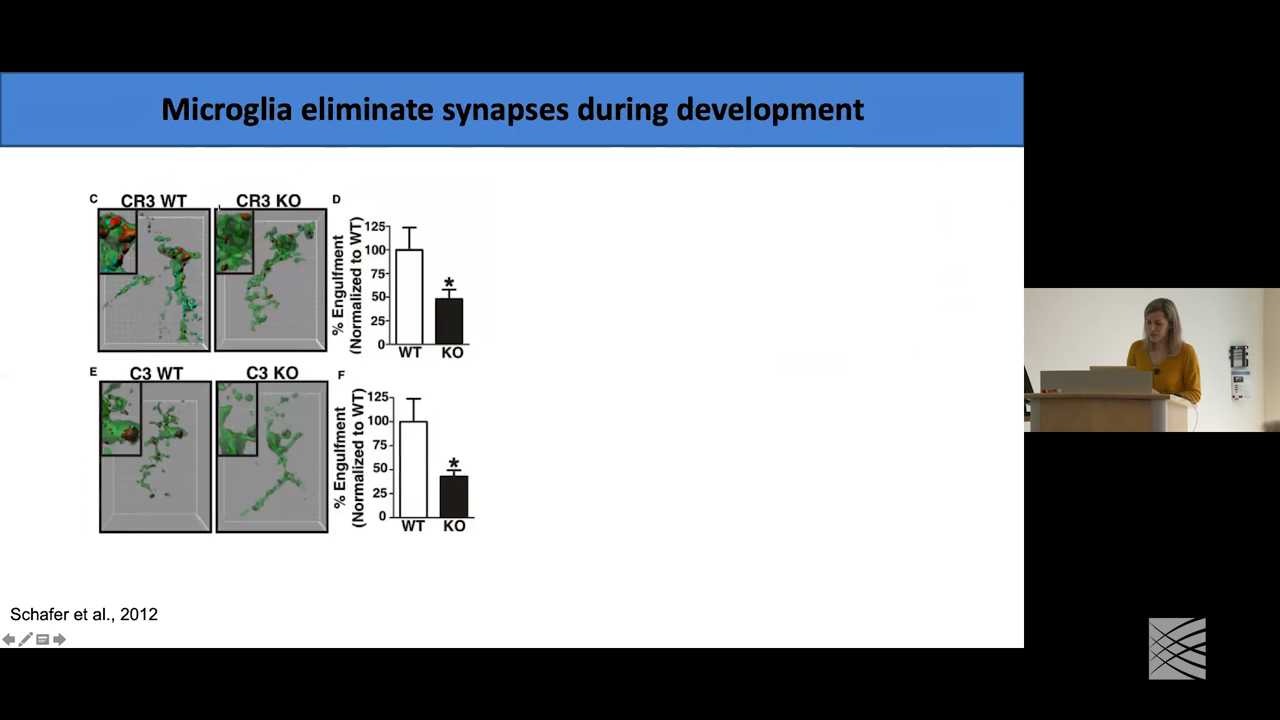 Microglia eliminate synapses during development
C
CR3 WT
CR3 KO
D
% Engulfment
(Normalized to WT)
125
100
75
50
25
0
*
WT
KO
E
C3 WT
C3 KO
F
% Engulfment
(Normalized to WT)
125
100
75
50
25
0
*
WT
KO
Schafer et al., 2012